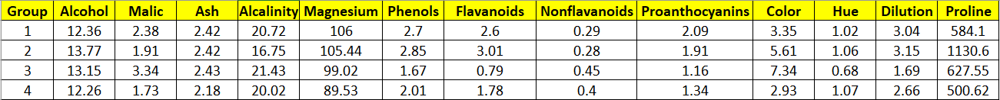 Group Alcohol Malic Ash Alcalinity Magnesium Phenols Flavanoids Nonflavanoids Proanthocyanins Color Hue Dilution Proline
1 12.36 2.38 2.42 20.72 106 2.7 2.6 0.29 2.09 3.35 1.02 3.04 584.1
2 13.77 1.91 2.42 16.75 105.44 2.85 3.01 0.28 1.91 5.61 1.06 3.15 1130.6
3 13.15 3.34 2.43 21.43 99.02 1.67 0.79 0.45 1.16 7.34 0.68 1.69 627.55
4 12.26 1.73 2.18 20.02 89.53 2.01 1.78 0.4 1.34 2.93 1.07 2.66 500.62